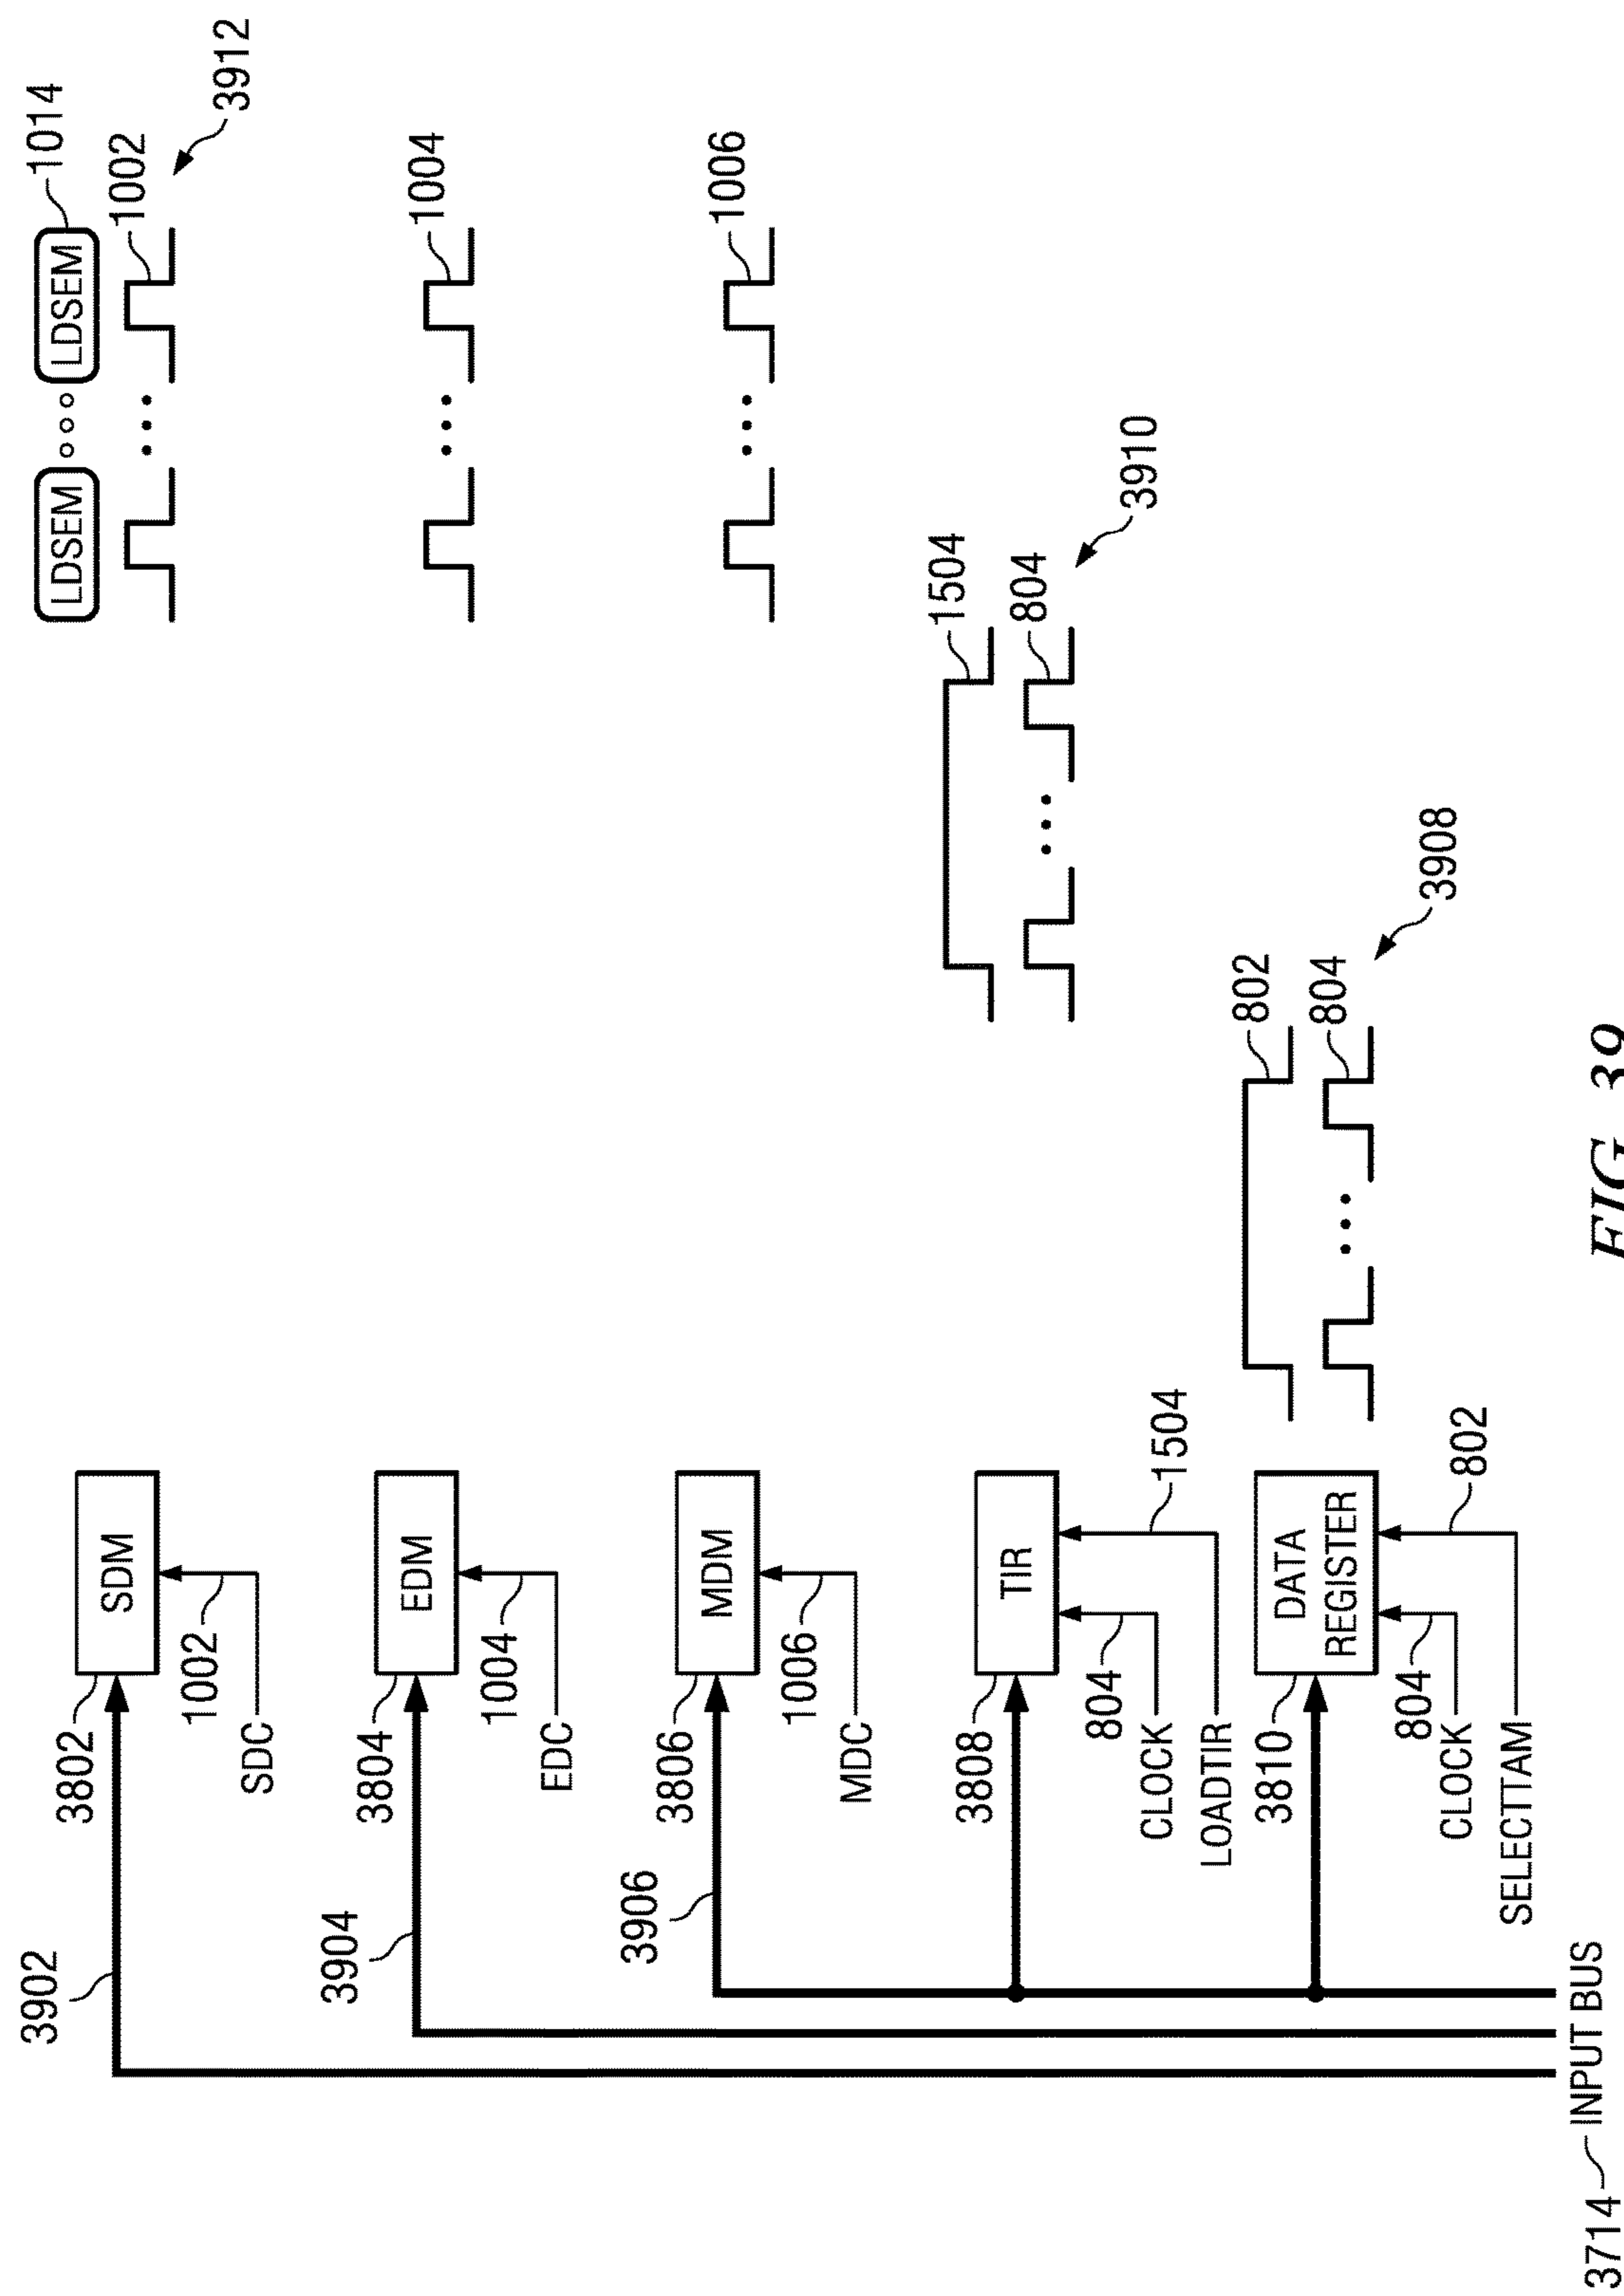 LDSEM
LDSEM
1014
3902
3802
SDM
1002
3912
1002
SDC
3904
3804
EDM
1004
1004
EDC
3906
3806
MDM
1006
1006
MDC
3808
TIR
1504
804
3910
804
CLOCK
1504
LOADTIR
3810
DATA
REGISTER
802
804
3908
804
CLOCK
802
SELECTTAM
3714
INPUT BUS
FIG. 39